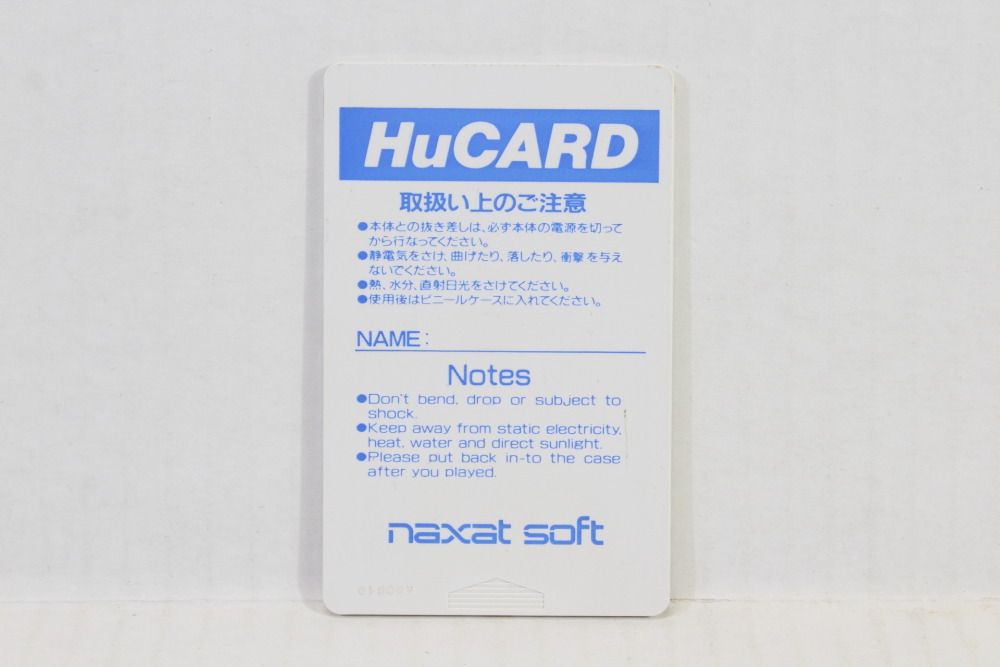 HuCARD
取扱い上のご注意
●本体との抜き差しは、必ず本体の電源を切って
から行なってください。
●静電気をさけ、曲げたり、落したり、衝撃を与え
ないでください。
●熱、水分、直射日光をさけてください。
●使用後はビニールケースに入れてください。
NAME:
Notes
●Don't bend, drop or subject to
shock.
●Keep away from static electricity,
heat, water and direct sunlight.
●Please put back in-to the case
after you played.
naxat soft